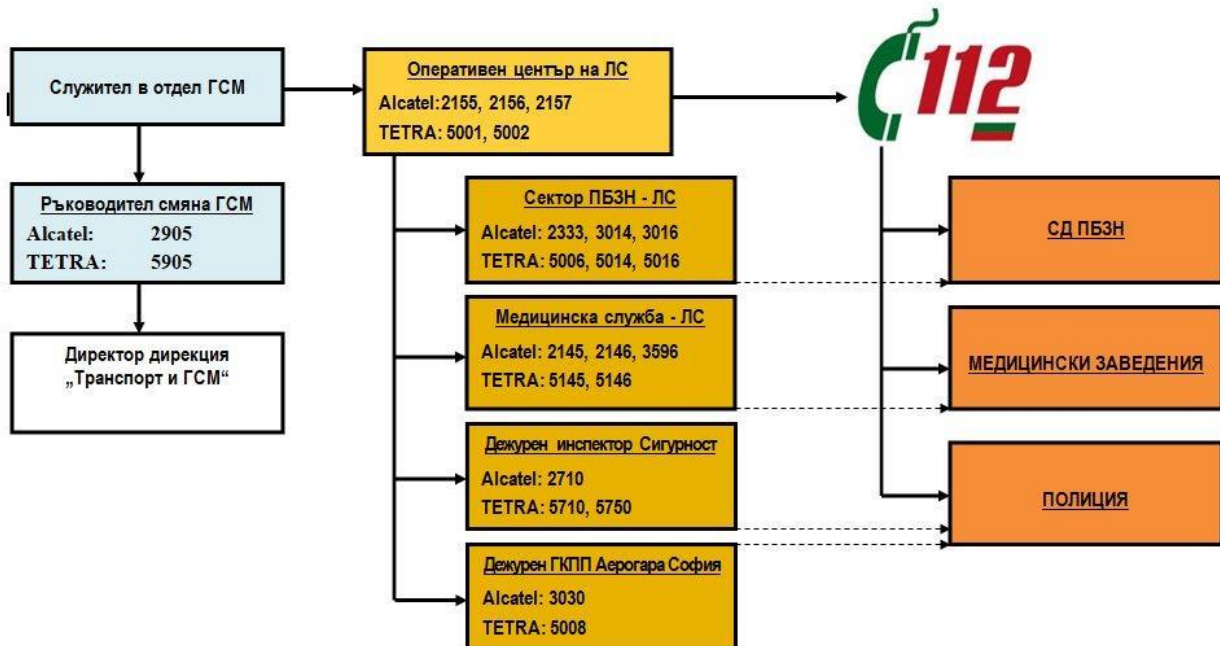 Служител в отдел ГСМ
Ръководител смяна ГСМ
Alcatel: 2905
TETRA: 5905
Директор дирекция
„Транспорт и ГСМ“
Оперативен център на ЛС
Alcatel:2155, 2156, 2157
TETRA: 5001, 5002
Сектор ПБЗН - ЛС
Alcatel: 2333, 3014, 3016
TETRA: 5006, 5014, 5016
Медицинска служба - ЛС
Alcatel: 2145, 2146, 3596
TETRA: 5145, 5146
Дежурен инспектор Сигурност
Alcatel: 2710
TETRA: 5710, 5750
Дежурен ГКПП Аерогара София
Alcatel: 3030
TETRA: 5008
112
СД ПБЗН
МЕДИЦИНСКИ ЗАВЕДЕНИЯ
ПОЛИЦИЯ